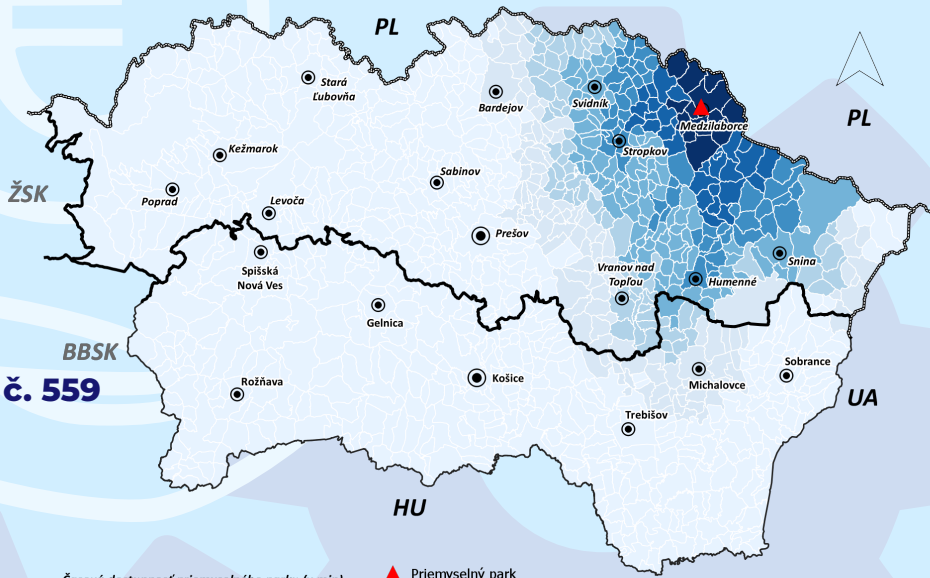 PL
Stará
Ľubovňa
Bardejov
Svidník
Medzilaborce
PL
Stropkov
Kežmarok
Sabinov
ŽSK
Poprad
Levoča
Prešov
Spišská
Nová Ves
Vranov nad
Topľou
Humenné
Snina
Gelnica
BBSK
č. 559
Rožňava
Košice
Michalovce
Sobrance
UA
Trebišov
HU
Priemyselný park